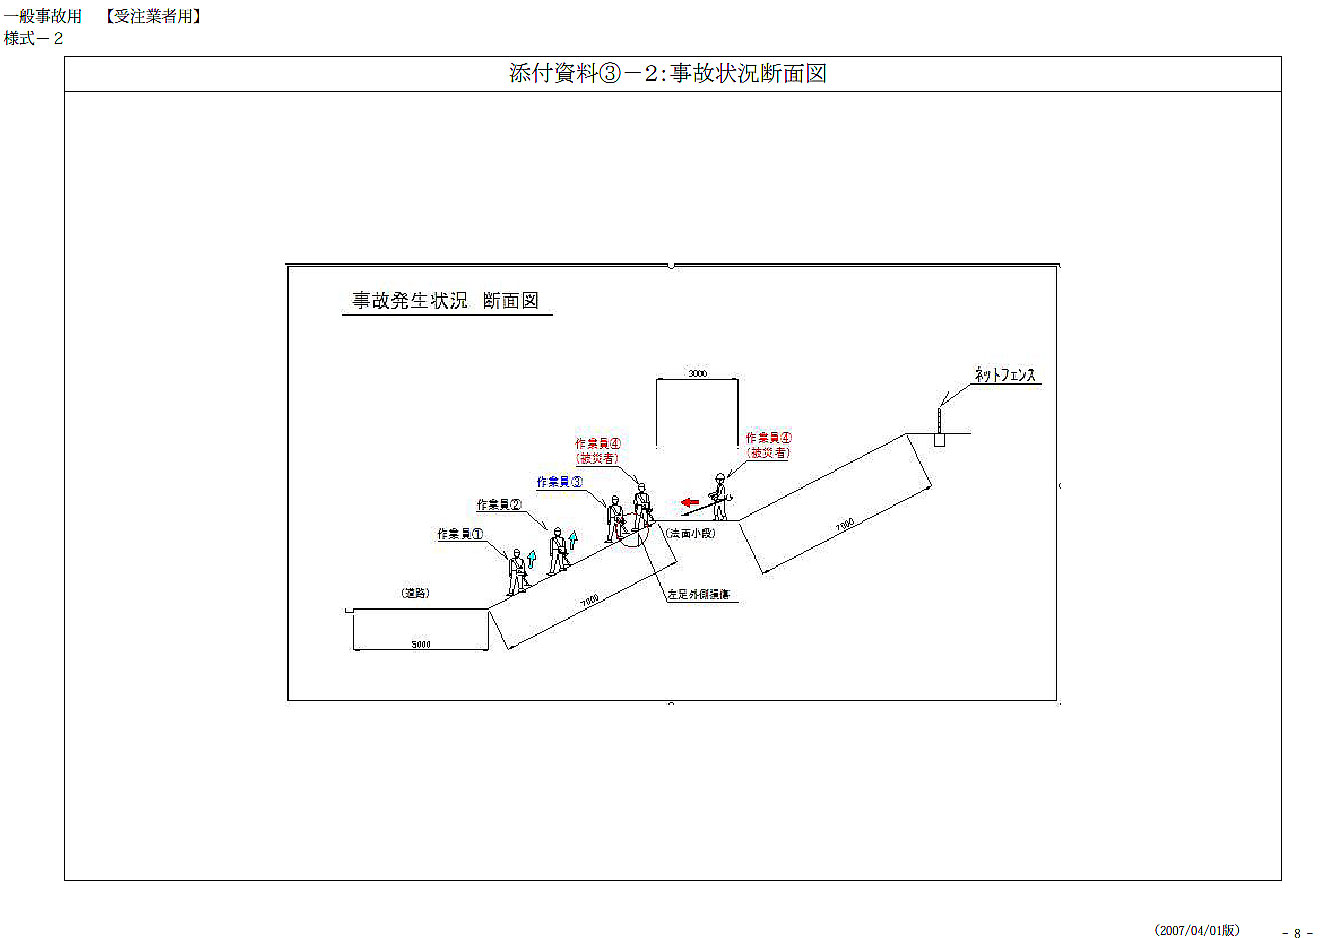 一般事故用　【受注業者用】
様式－２
添付資料③－２:事故状況断面図
事故発生状況　断面図
3000
ネットフェンス
作業員④
(被災者)
作業員④
(被災者)
作業員③
作業員②
作業員①
(法面小段)
(道路)
左足外側損傷
7000
(2007/04/01版)
- 8 -